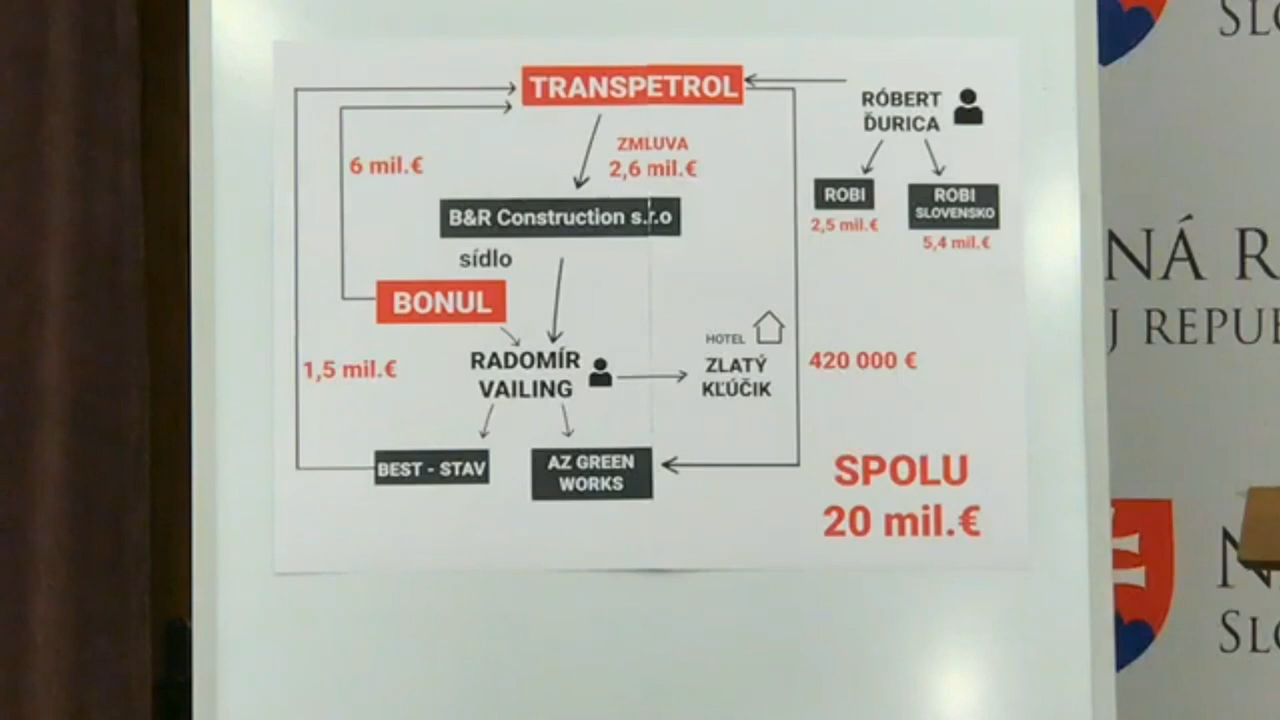 TRANSPETROL
RÓBERT
ĎURICA
6 mil.€
ZMLUVA
2,6 mil.€
ROBI
2,5 mil.€
ROBI
SLOVENSKO
5,4 mil.€
B&R Construction s.r.o
sídlo
BONUL
RADOMÍR
VAILING
HOTEL
ZLATÝ
KĽÚČIK
1,5 mil.€
420 000 €
BEST - STAV
AZ GREEN
WORKS
SPOLU
20 mil.€
NÁ R
J REPU
SLO